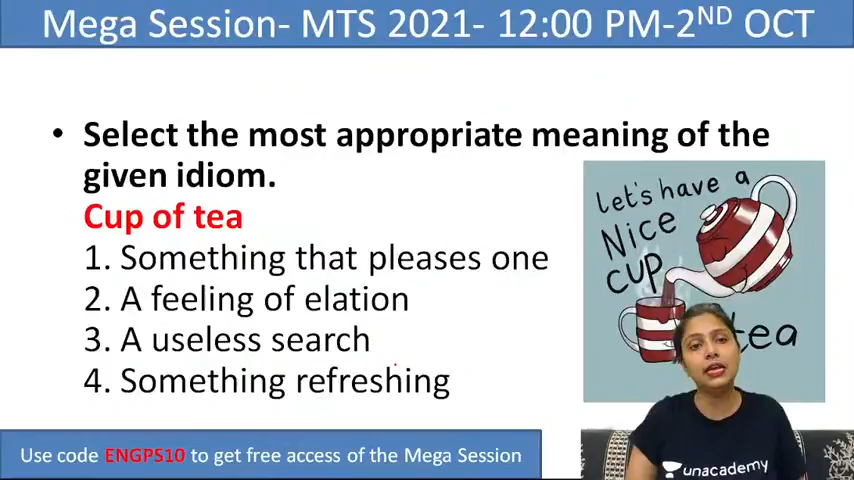 Mega Session- MTS 2021- 12:00 PM-2ND OCT
• Select the most appropriate meaning of the
given idiom.
Cup of tea
1. Something that pleases one
2. A feeling of elation
3. A useless search
4. Something refreshing
let's have a
Nice
cup
tea
unacademy
Use code ENGPS10 to get free access of the Mega Session